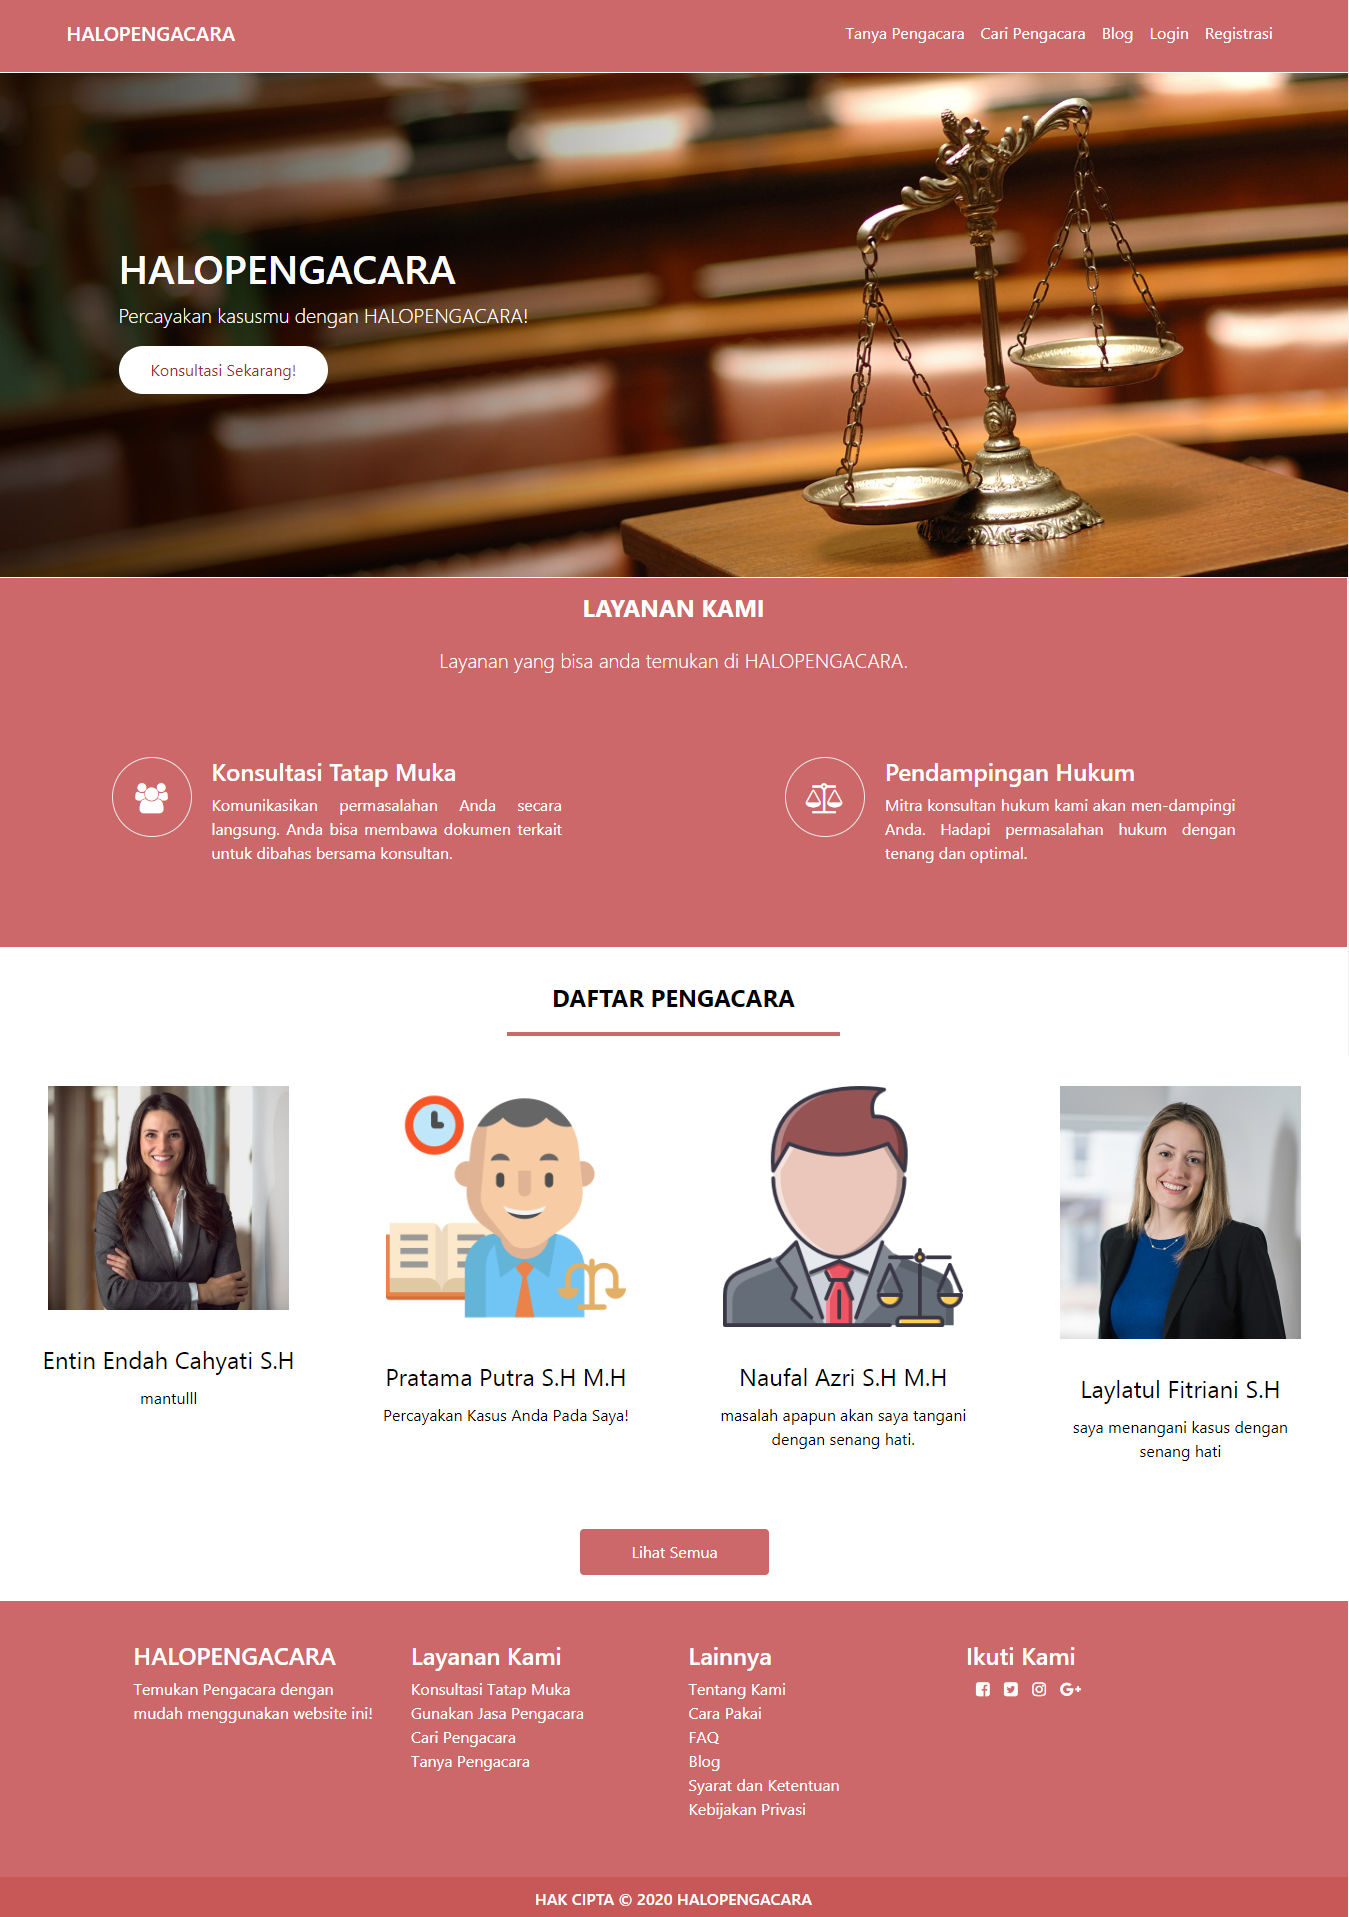 HALOPENGACARA
Tanya Pengacara Cari Pengacara Blog Login Registrasi
HALOPENGACARA
Percayakan kasusmu dengan HALOPENGACARA!
Konsultasi Sekarang!
LAYANAN KAMI
Layanan yang bisa anda temukan di HALOPENGACARA.
Konsultasi Tatap Muka
Komunikasikan permasalahan Anda secara
langsung. Anda bisa membawa dokumen terkait
untuk dibahas bersama konsultan.
Pendampingan Hukum
Mitra konsultan hukum kami akan men-dampingi
Anda. Hadapi permasalahan hukum dengan
tenang dan optimal.
DAFTAR PENGACARA
Entin Endah Cahyati S.H
mantulll
Pratama Putra S.H M.H
Percayakan Kasus Anda Pada Saya!
Naufal Azri S.H M.H
masalah apapun akan saya tangani
dengan senang hati.
Laylatul Fitriani S.H
saya menangani kasus dengan
senang hati
Lihat Semua
HALOPENGACARA
Temukan Pengacara dengan
mudah menggunakan website ini!
Layanan Kami
Konsultasi Tatap Muka
Gunakan Jasa Pengacara
Cari Pengacara
Tanya Pengacara
Lainnya
Tentang Kami
Cara Pakai
FAQ
Blog
Syarat dan Ketentuan
Kebijakan Privasi
Ikuti Kami
HAK CIPTA © 2020 HALOPENGACARA